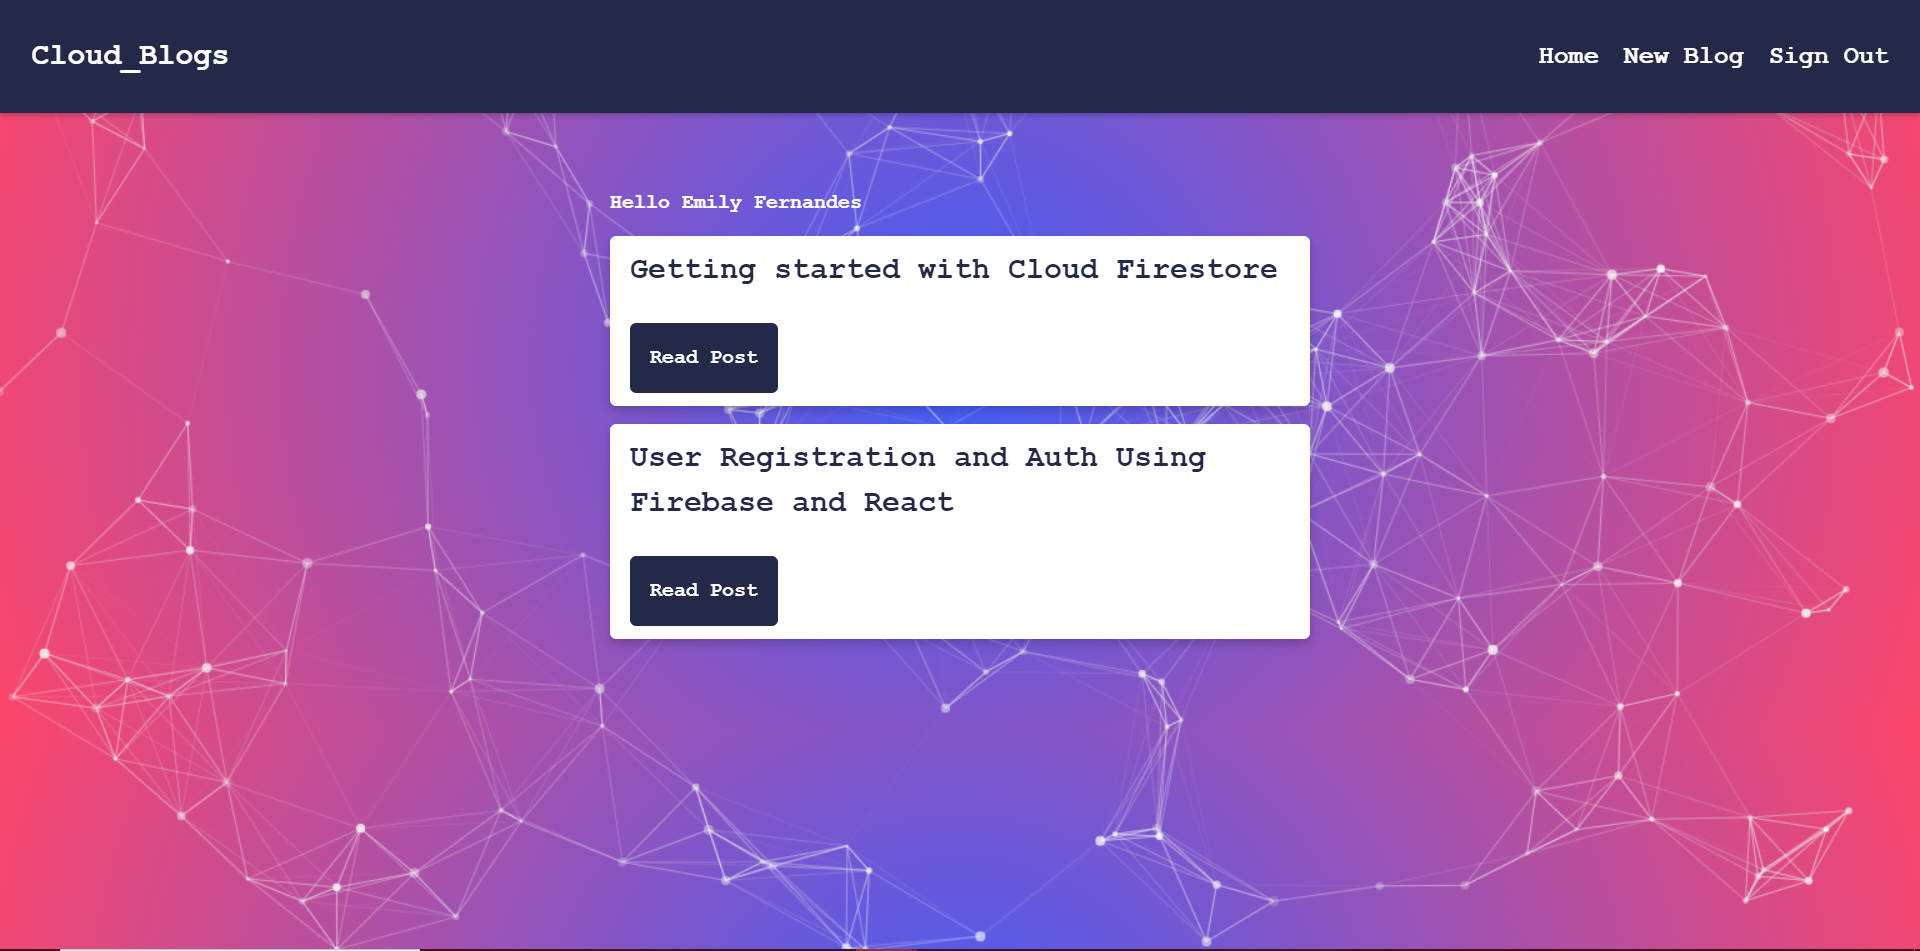 Cloud_Blogs
Home New Blog Sign Out
Hello Emily Fernandes
Getting started with Cloud Firestore
Read Post
User Registration and Auth Using
Firebase and React
Read Post